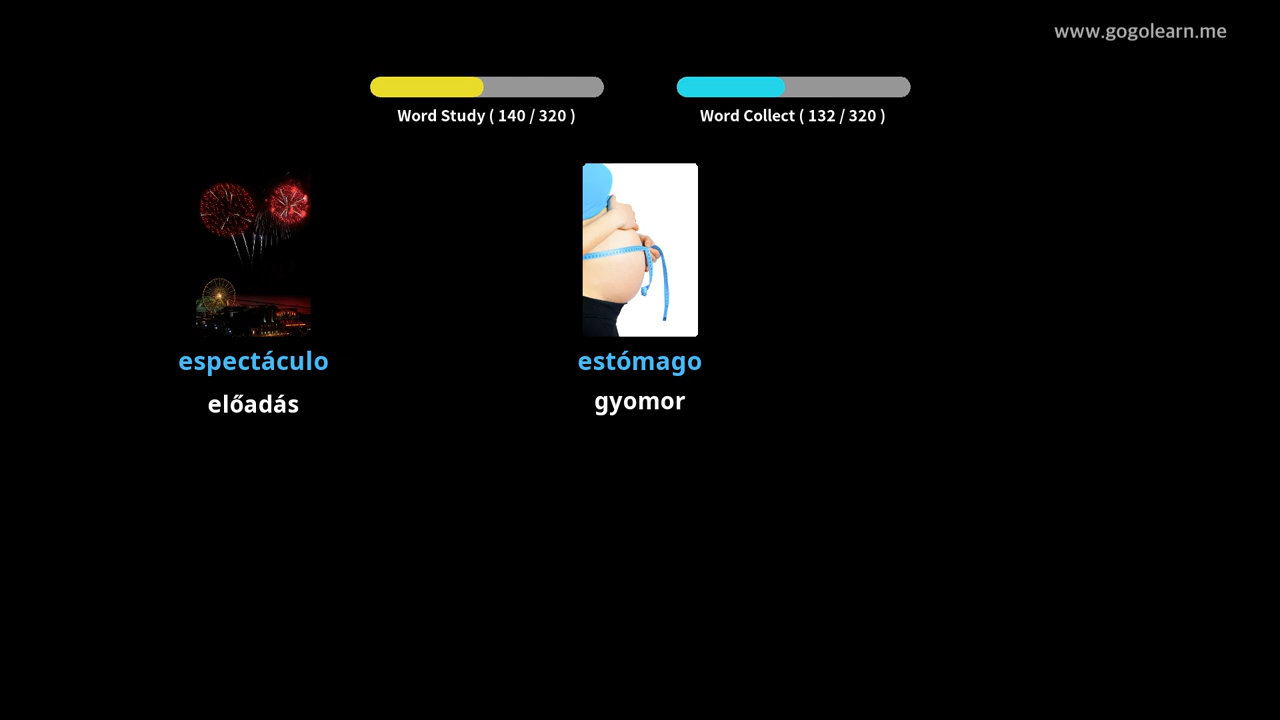 www.gogolearn.me
Word Study ( 140 / 320 )
Word Collect ( 132 / 320 )
espectáculo
előadás
estómago
gyomor